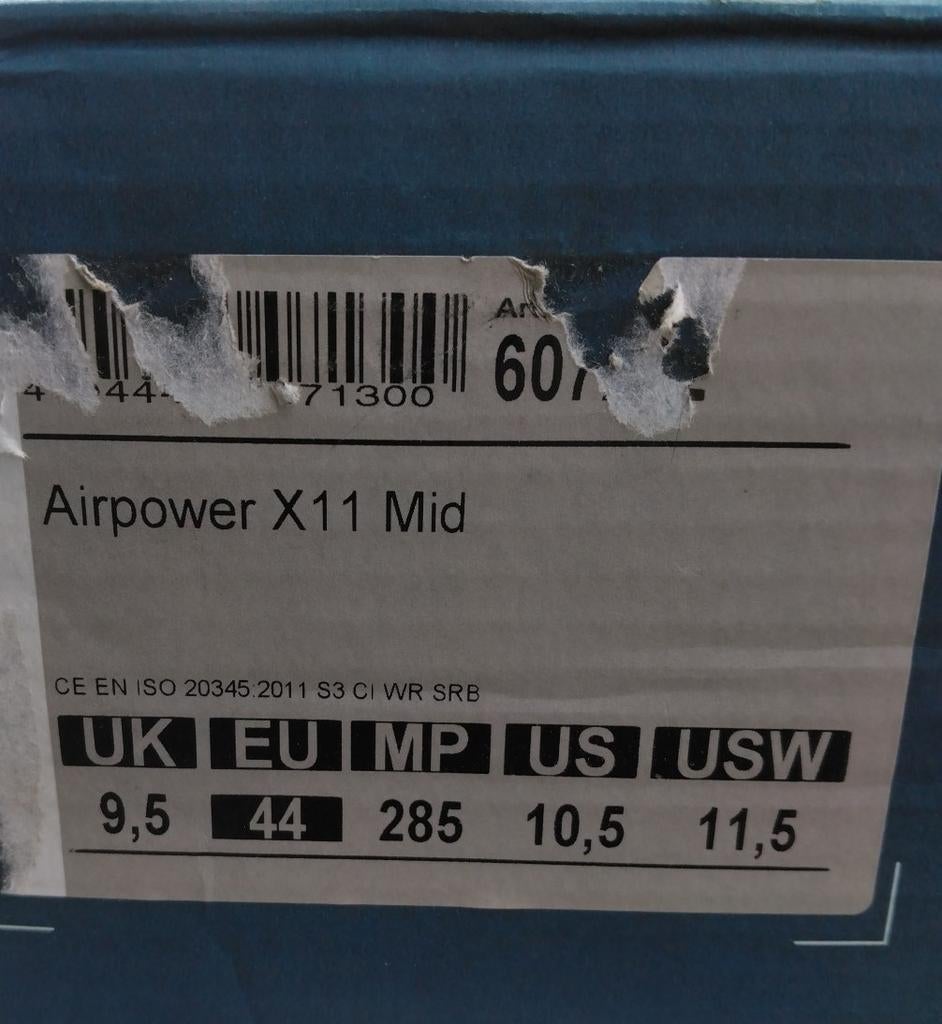 71300
Airpower X11 Mid
CE EN ISO 20345:2011 S3 CI WR SRB
UK EU MP US USW
9,5 44 285 10,5 11,5